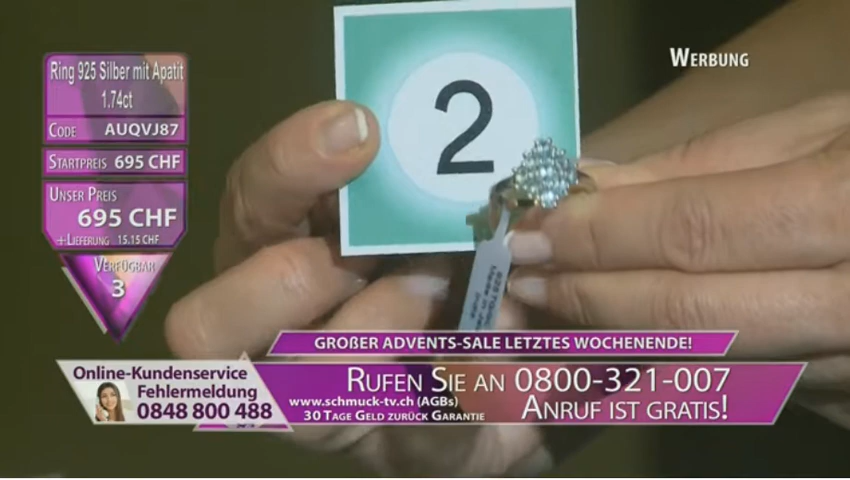 WERBUNG
Ring 925 Silber mit Apatit
1.74ct
CODE AUQVJ87
STARTPREIS 695 CHF
UNSER PREIS
695 CHF
+LIEFERUNG 15.15 CHF
VERFÜGBAR
3
2
GROßER ADVENTS-SALE LETZTES WOCHENENDE!
Online-Kundenservice
Fehlermeldung
0848 800 488
RUFEN SIE AN 0800-321-007
www.schmuck-tv.ch (AGBs)
30 TAGE GELD ZURÜCK GARANTIE
ANRUF IST GRATIS!